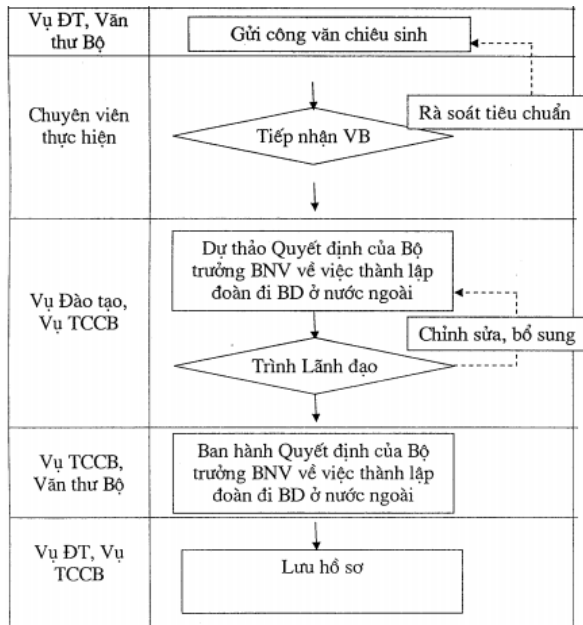 Vụ ĐT, Văn
thư Bộ
Gửi công văn chiêu sinh
Rà soát tiêu chuẩn
Chuyên viên
thực hiện
Tiếp nhận VB
Vụ Đào tạo,
Vụ TCCB
Dự thảo Quyết định của Bộ
trưởng BNV về việc thành lập
đoàn đi BD ở nước ngoài
Chỉnh sửa, bổ sung
Trình Lãnh đạo
Vụ TCCB,
Văn thư Bộ
Ban hành Quyết định của Bộ
trưởng BNV về việc thành lập
đoàn đi BD ở nước ngoài
Vụ ĐT, Vụ
TCCB
Lưu hồ sơ